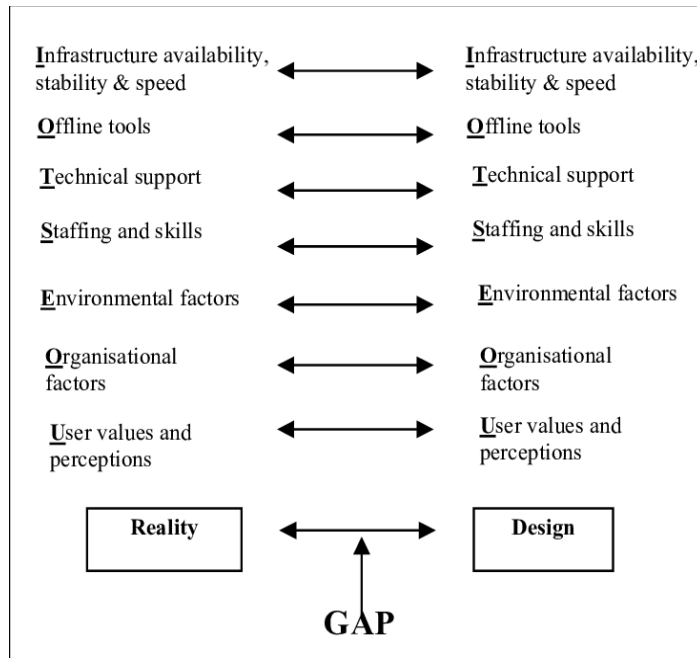 Infrastructure availability,
stability & speed
Infrastructure availability,
stability & speed
Offline tools
Offline tools
Technical support
Technical support
Staffing and skills
Staffing and skills
Environmental factors
Environmental factors
Organisational
factors
Organisational
factors
User values and
perceptions
User values and
perceptions
Reality
Design
GAP